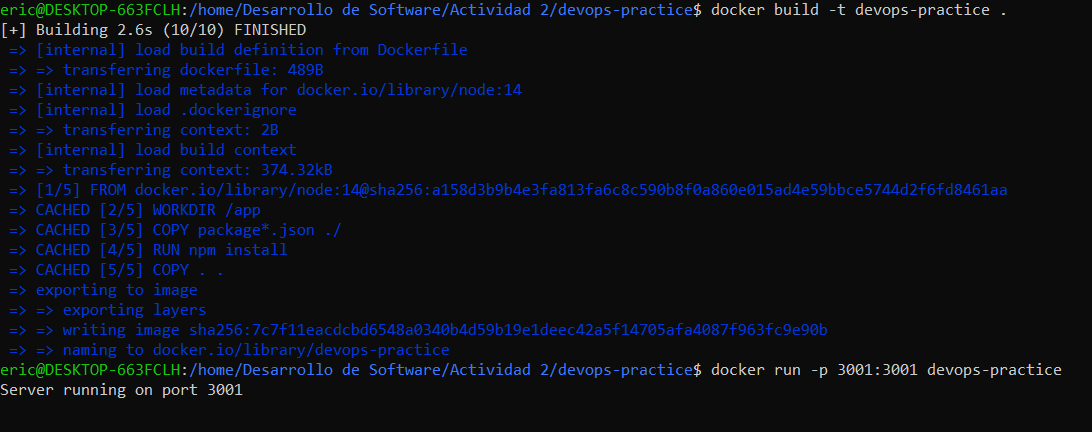 eric@DESKTOP-663FCLH:/home/Desarrollo de Software/Actividad 2/devops-practice$ docker build -t devops-practice .
[+] Building 2.6s (10/10) FINISHED
=> [internal] load build definition from Dockerfile
=> => transferring dockerfile: 489B
=> [internal] load metadata for docker.io/library/node:14
=> [internal] load .dockerignore
=> => transferring context: 2B
=> [internal] load build context
=> => transferring context: 374.32kB
=> [1/5] FROM docker.io/library/node:14@sha256:a158d3b9b4e3fa813fa6c8c590b8f0a860e015ad4e59bbce5744d2f6fd8461aa
=> CACHED [2/5] WORKDIR /app
=> CACHED [3/5] COPY package*.json ./
=> CACHED [4/5] RUN npm install
=> CACHED [5/5] COPY . .
=> exporting to image
=> => exporting layers
=> => writing image sha256:7c7f11eacdcbd6548a0340b4d59b19e1deec42a5f14705afa4087f963fc9e90b
=> => naming to docker.io/library/devops-practice
eric@DESKTOP-663FCLH:/home/Desarrollo de Software/Actividad 2/devops-practice$ docker run -p 3001:3001 devops-practice
Server running on port 3001